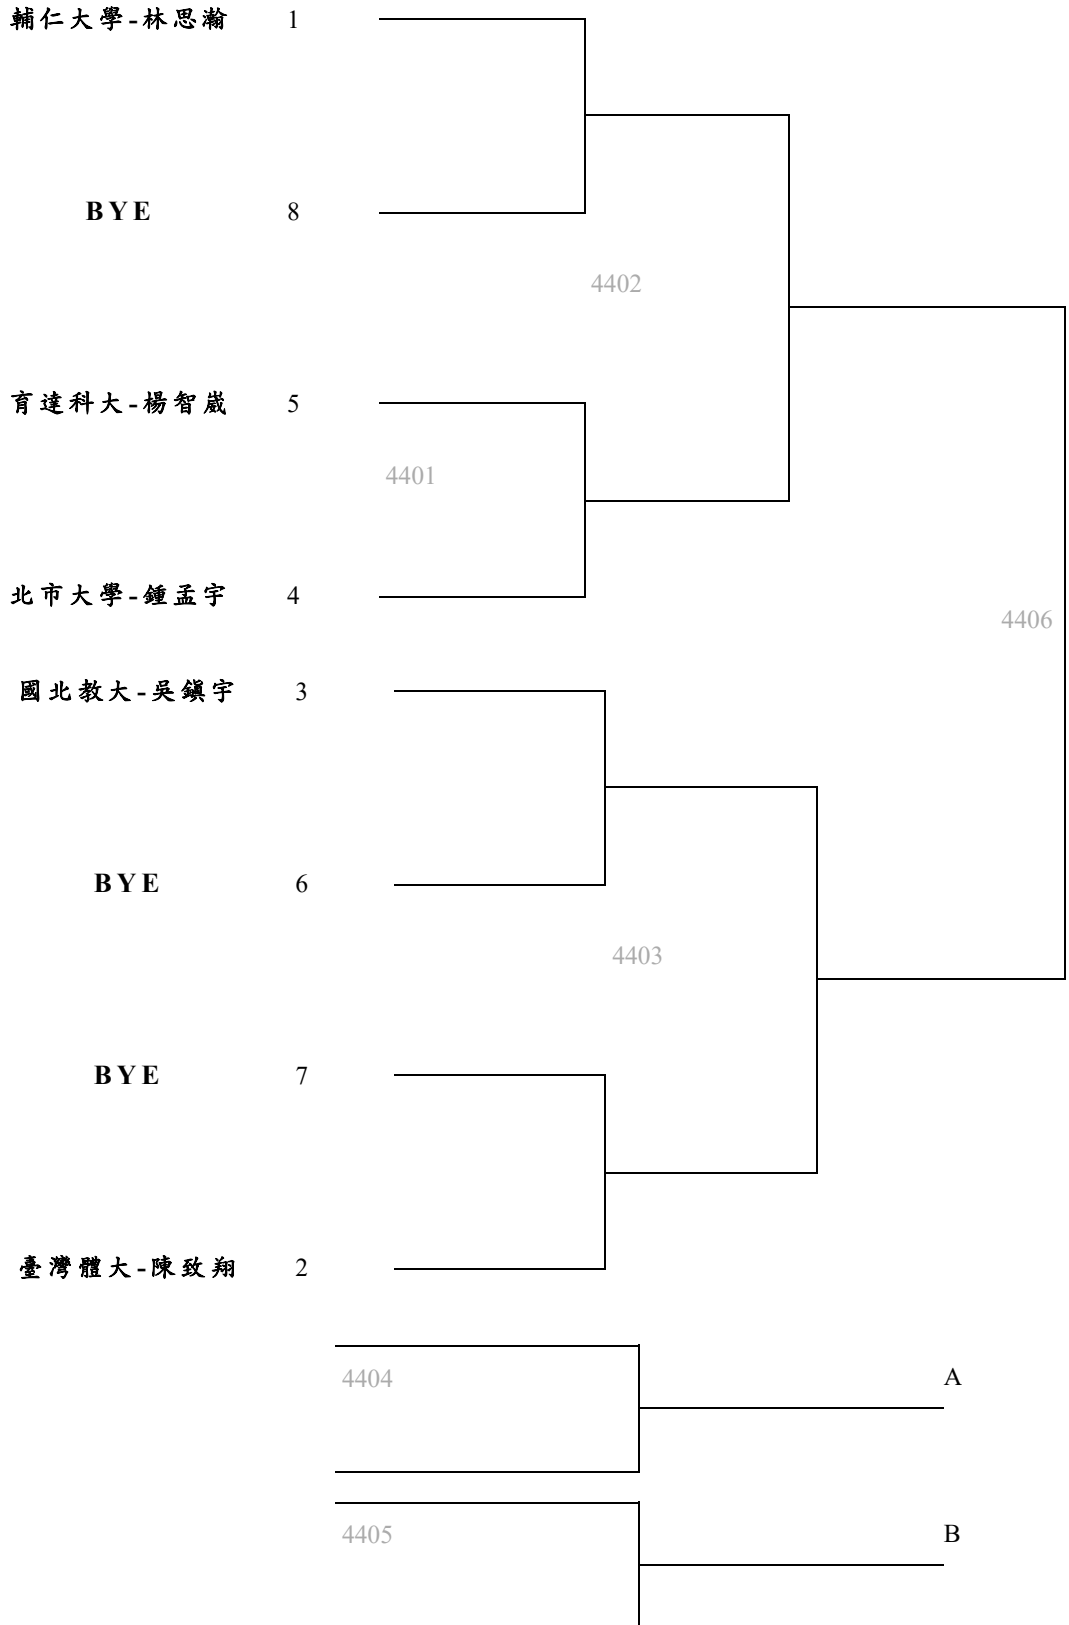 輔仁大學-林思瀚 1
BYE 8
4402
育達科大-楊智崴 5
4401
北市大學-鍾孟宇 4
4406
國北教大-吳鎮宇 3
BYE 6
4403
BYE 7
臺灣體大-陳致翔 2
4404 A
4405 B